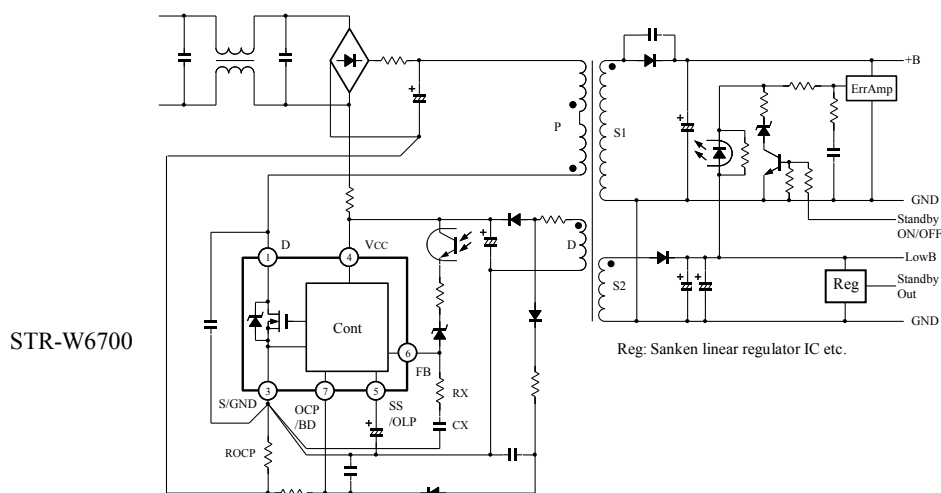 +B
ErrAmp
P
S1
GND
Standby
ON/OFF
D
VCC
D
LowB
1
4
S2
Reg
Standby
Out
Cont
GND
STR-W6700
6
FB
Reg: Sanken linear regulator IC etc.
3
7
5
RX
S/GND
OCP
/BD
SS
/OLP
CX
ROCP